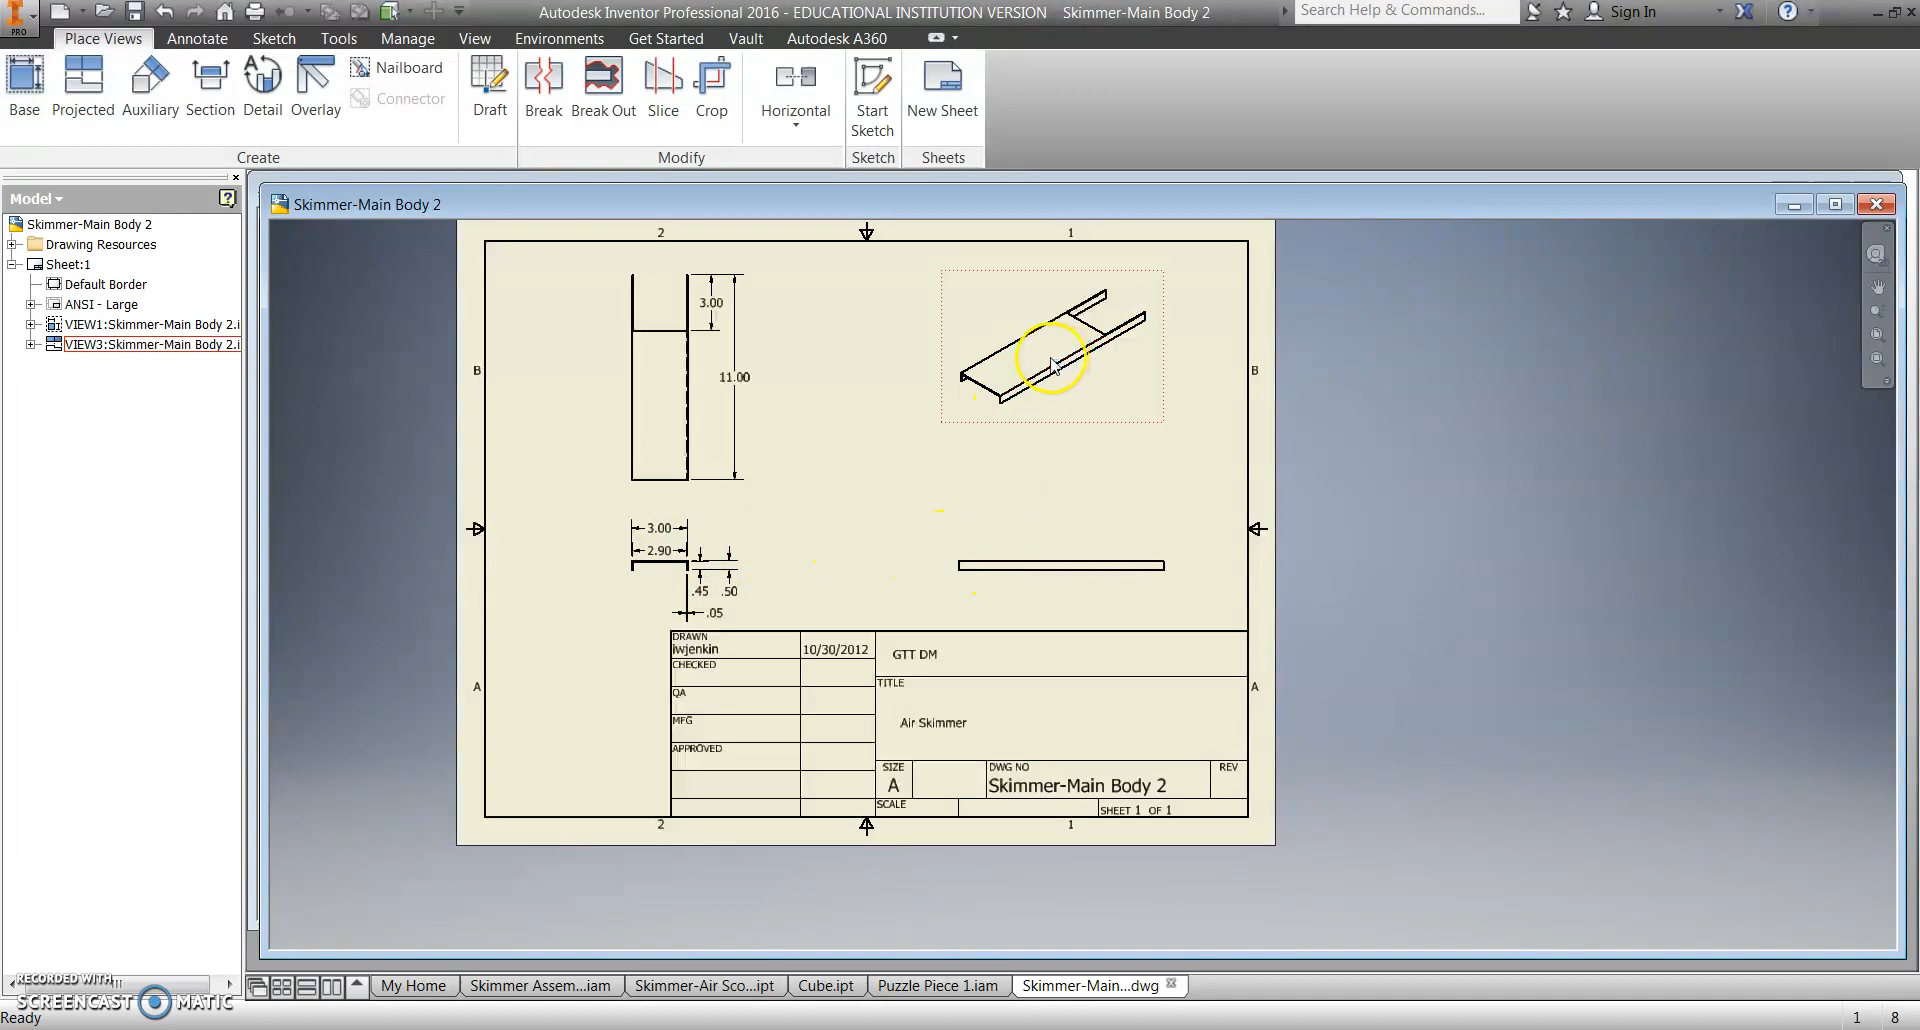 PRO
Autodesk Inventor Professional 2016 - EDUCATIONAL INSTITUTION VERSION Skimmer-Main Body 2
Search Help & Commands...
Sign In
Place Views Annotate Sketch Tools Manage View Environments Get Started Vault Autodesk A360
Base Projected Auxiliary Section Detail Overlay
Nailboard
Connector
Draft Break Break Out Slice Crop Horizontal
Start Sketch
New Sheet
Create Modify Sketch Sheets
Model
Skimmer-Main Body 2
Drawing Resources
Sheet:1
Default Border
ANSI - Large
VIEW1:Skimmer-Main Body 2.i
VIEW3:Skimmer-Main Body 2.i
Skimmer-Main Body 2
2 1
3.00
11.00
B B
3.00
2.90
.45 .50
.05
A A
DRAWN
iwjenkin
10/30/2012
CHECKED
QA
MFG
APPROVED
GTT DM
TITLE
Air Skimmer
SIZE
A
DWG NO
Skimmer-Main Body 2
REV
SCALE
SHEET 1 OF 1
2 1
RECORDED WITH
SCREENCAST MATIC
My Home Skimmer Assem...iam Skimmer-Air Sco...ipt Cube.ipt Puzzle Piece 1.iam Skimmer-Main...dwg
Ready
1 8